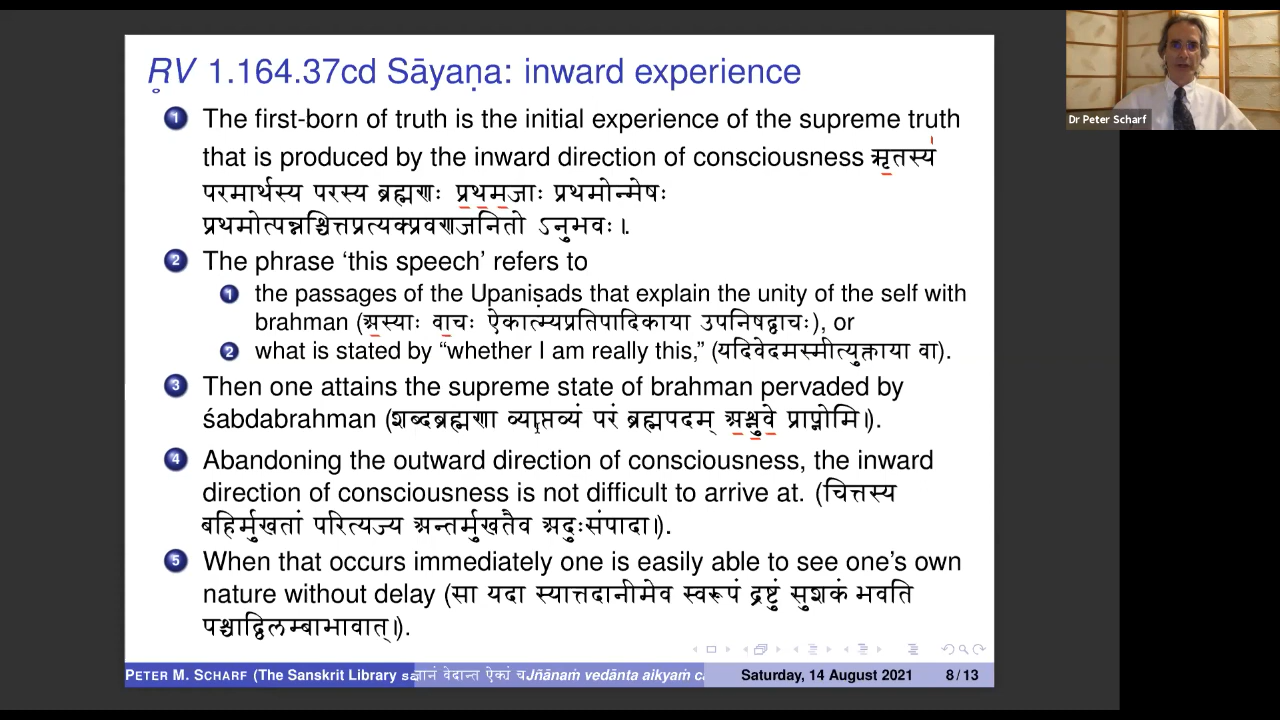 R̥V 1.164.37cd Sāyaṇa: inward experience
1 The first-born of truth is the initial experience of the supreme truth
that is produced by the inward direction of consciousness ऋ॒तस्य॑
परमार्थस्य परस्य ब्रह्मणः प्र॒थ॒म॒जाः प्रथमोन्मेषः
प्रथमोत्पन्नश्चित्तप्रत्यक्प्रवणजनितो ऽनुभवः।.
2 The phrase ‘this speech’ refers to
1 the passages of the Upaniṣads that explain the unity of the self with
brahman (अ॒स्याः वा॒चः ऐकात्म्यप्रतिपादिकाया उपनिषद्वाचः), or
2 what is stated by “whether I am really this,” (यदिवेदमस्मीत्युक्ताया वा).
3 Then one attains the supreme state of brahman pervaded by
śabdabrahman (शब्दब्रह्मणा व्याप्तव्यं परं ब्रह्मपदम् अ॒श्नु॒वे॒ प्राप्नोमि।).
4 Abandoning the outward direction of consciousness, the inward
direction of consciousness is not difficult to arrive at. (चित्तस्य
बहिर्मुखतां परित्यज्य अन्तर्मुखतैव अदुःसंपादा।).
5 When that occurs immediately one is easily able to see one’s own
nature without delay (सा यदा स्यात्तदानीमेव स्वरूपं द्रष्टुं सुशकं भवति
पश्चाद्विलम्बाभावात्।).
PETER M. SCHARF (The Sanskrit Library ज्ञानं वेदान्त ऐक्यं च Jñānaṁ vedānta aikyaṁ ca Saturday, 14 August 2021 8 / 13
Dr Peter Scharf